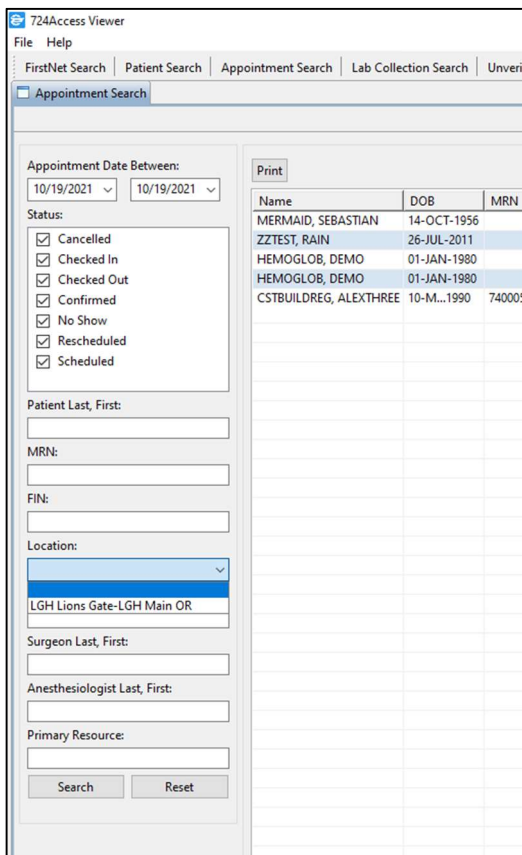 724Access Viewer
File Help
FirstNet Search Patient Search Appointment Search Lab Collection Search Unveri
Appointment Search
Appointment Date Between:
10/19/2021 10/19/2021
Status:
Cancelled
Checked In
Checked Out
Confirmed
No Show
Rescheduled
Scheduled
Patient Last, First:
MRN:
FIN:
Location:
LGH Lions Gate-LGH Main OR
Surgeon Last, First:
Anesthesiologist Last, First:
Primary Resource:
Search Reset
Print
Name DOB MRN
MERMAID, SEBASTIAN 14-OCT-1956
ZZTEST, RAIN 26-JUL-2011
HEMOGLOB, DEMO 01-JAN-1980
HEMOGLOB, DEMO 01-JAN-1980
CSTBUILDREG, ALEXTHREE 10-M...1990 740005